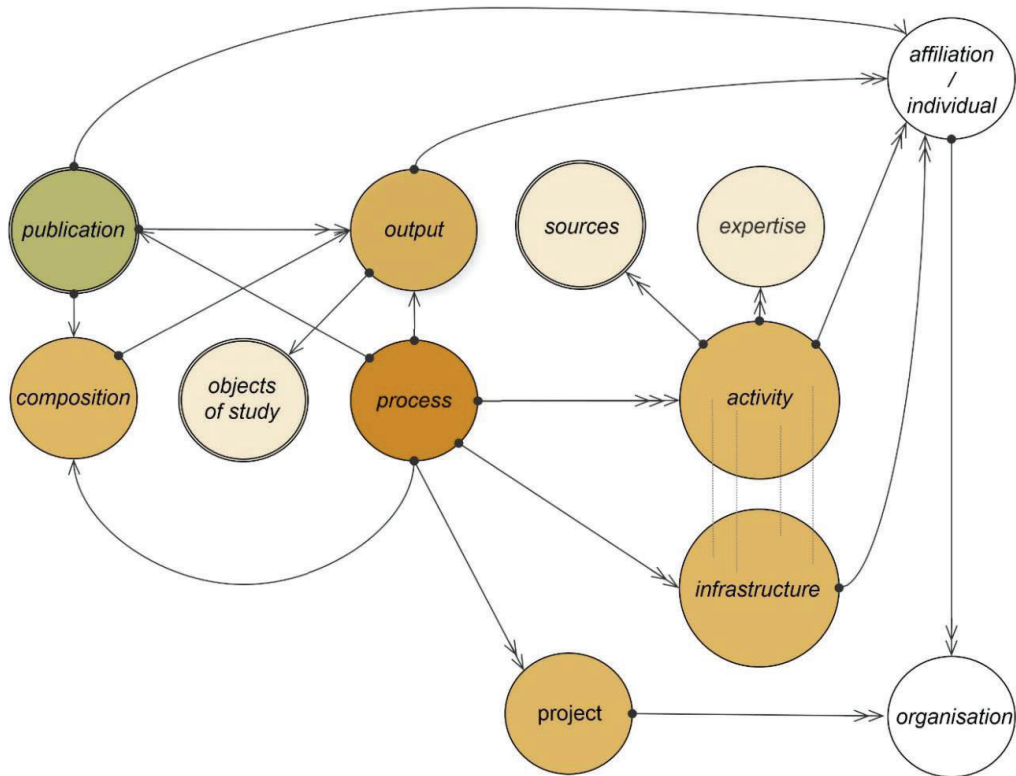 affiliation
/
individual
publication
output
sources
expertise
composition
objects
of study
process
activity
infrastructure
project
organisation